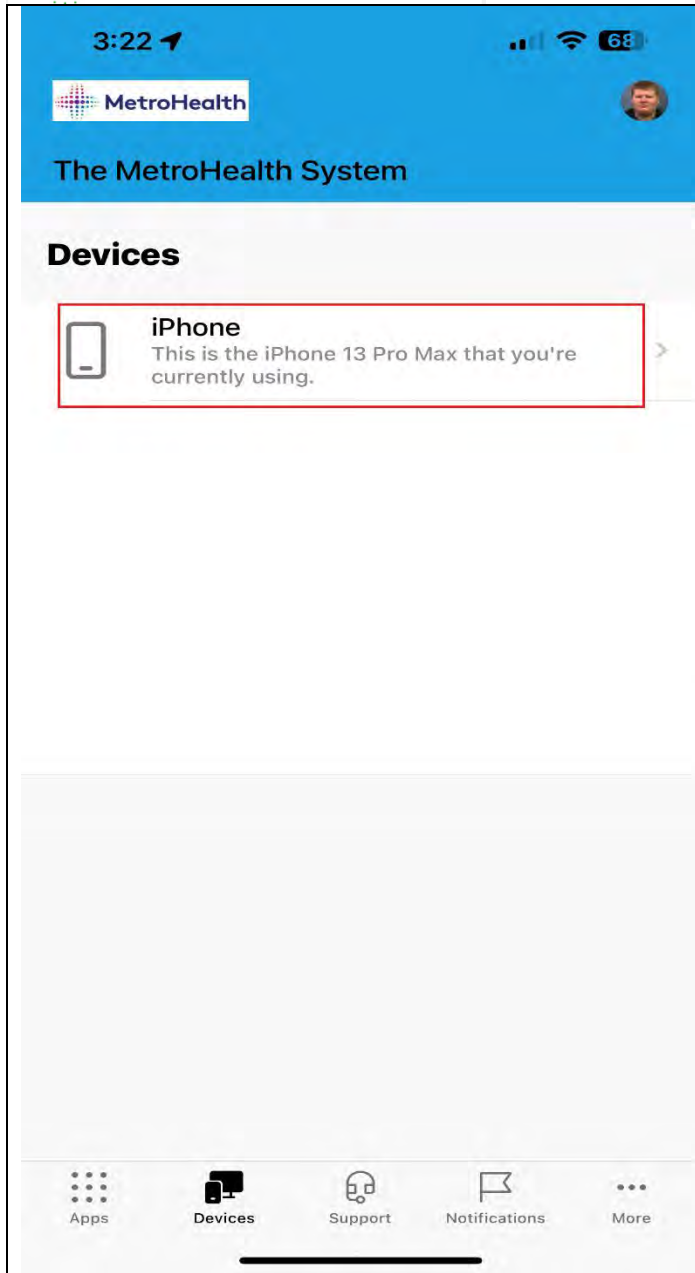 3:22
68
MetroHealth
The MetroHealth System
Devices
iPhone
This is the iPhone 13 Pro Max that you're
currently using.
Apps Devices Support Notifications More